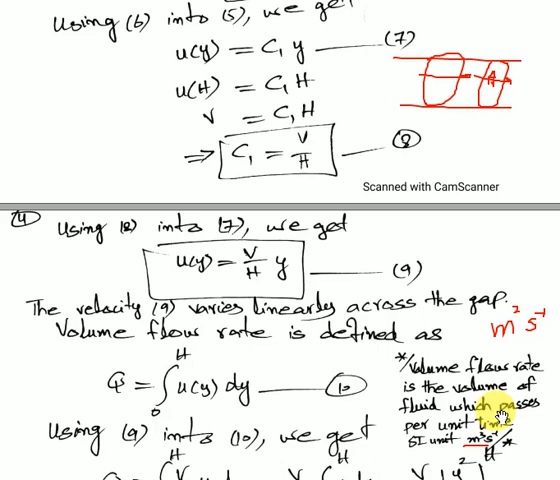 Using (6) into (5), we get
u(y) = C₁ y —— (7)
u(H) = C₁ H
V = C₁ H
A
⇒ C₁ = V/H —— (8)
Scanned with CamScanner
(4) Using (8) into (7), we get
u(y) = V/H y —— (9)
The velocity (9) varies linearly across the gap.
Volume flow rate is defined as
m² s⁻¹
Q = ∫₀ᴴ u(y) dy —— (10)
*/Volume flow rate
is the volume of
fluid which passes
per unit time
SI unit m³s⁻¹ /*
Using (9) into (10), we get